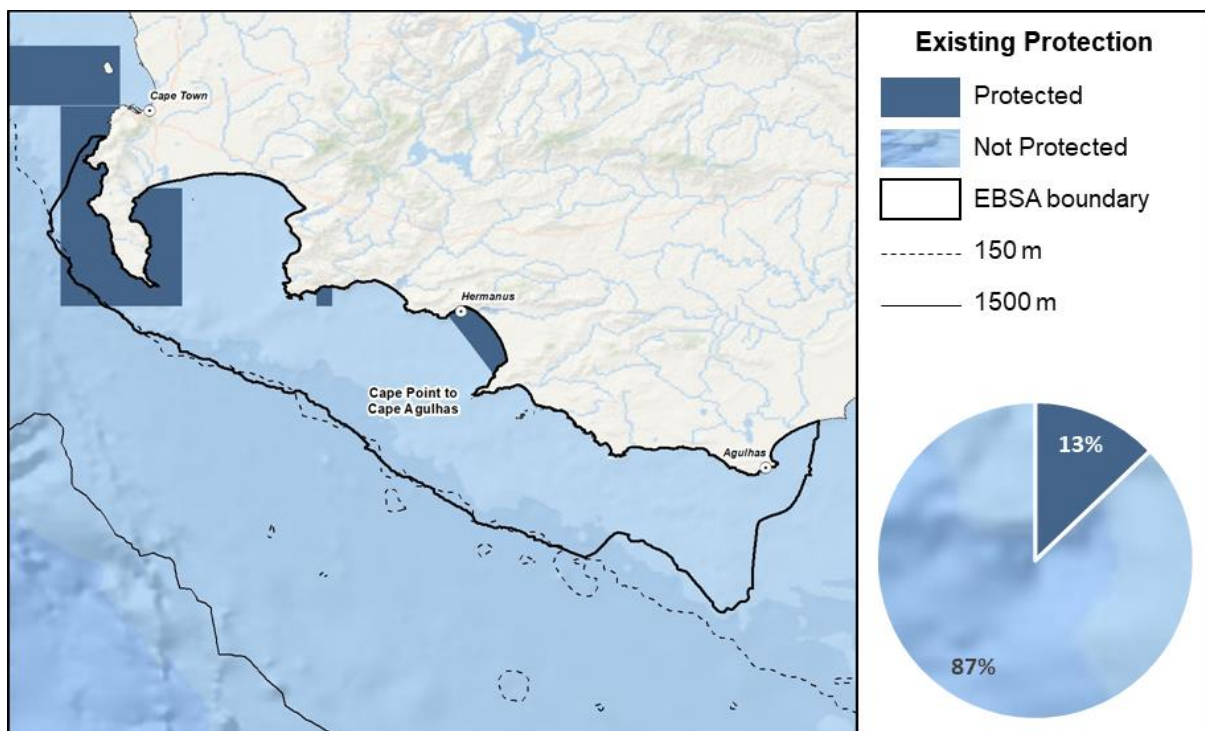 Cape Town
Hermanus
Cape Point to
Cape Agulhas
Agulhas
Existing Protection
Protected
Not Protected
EBSA boundary
150 m
1500 m
13%
87%